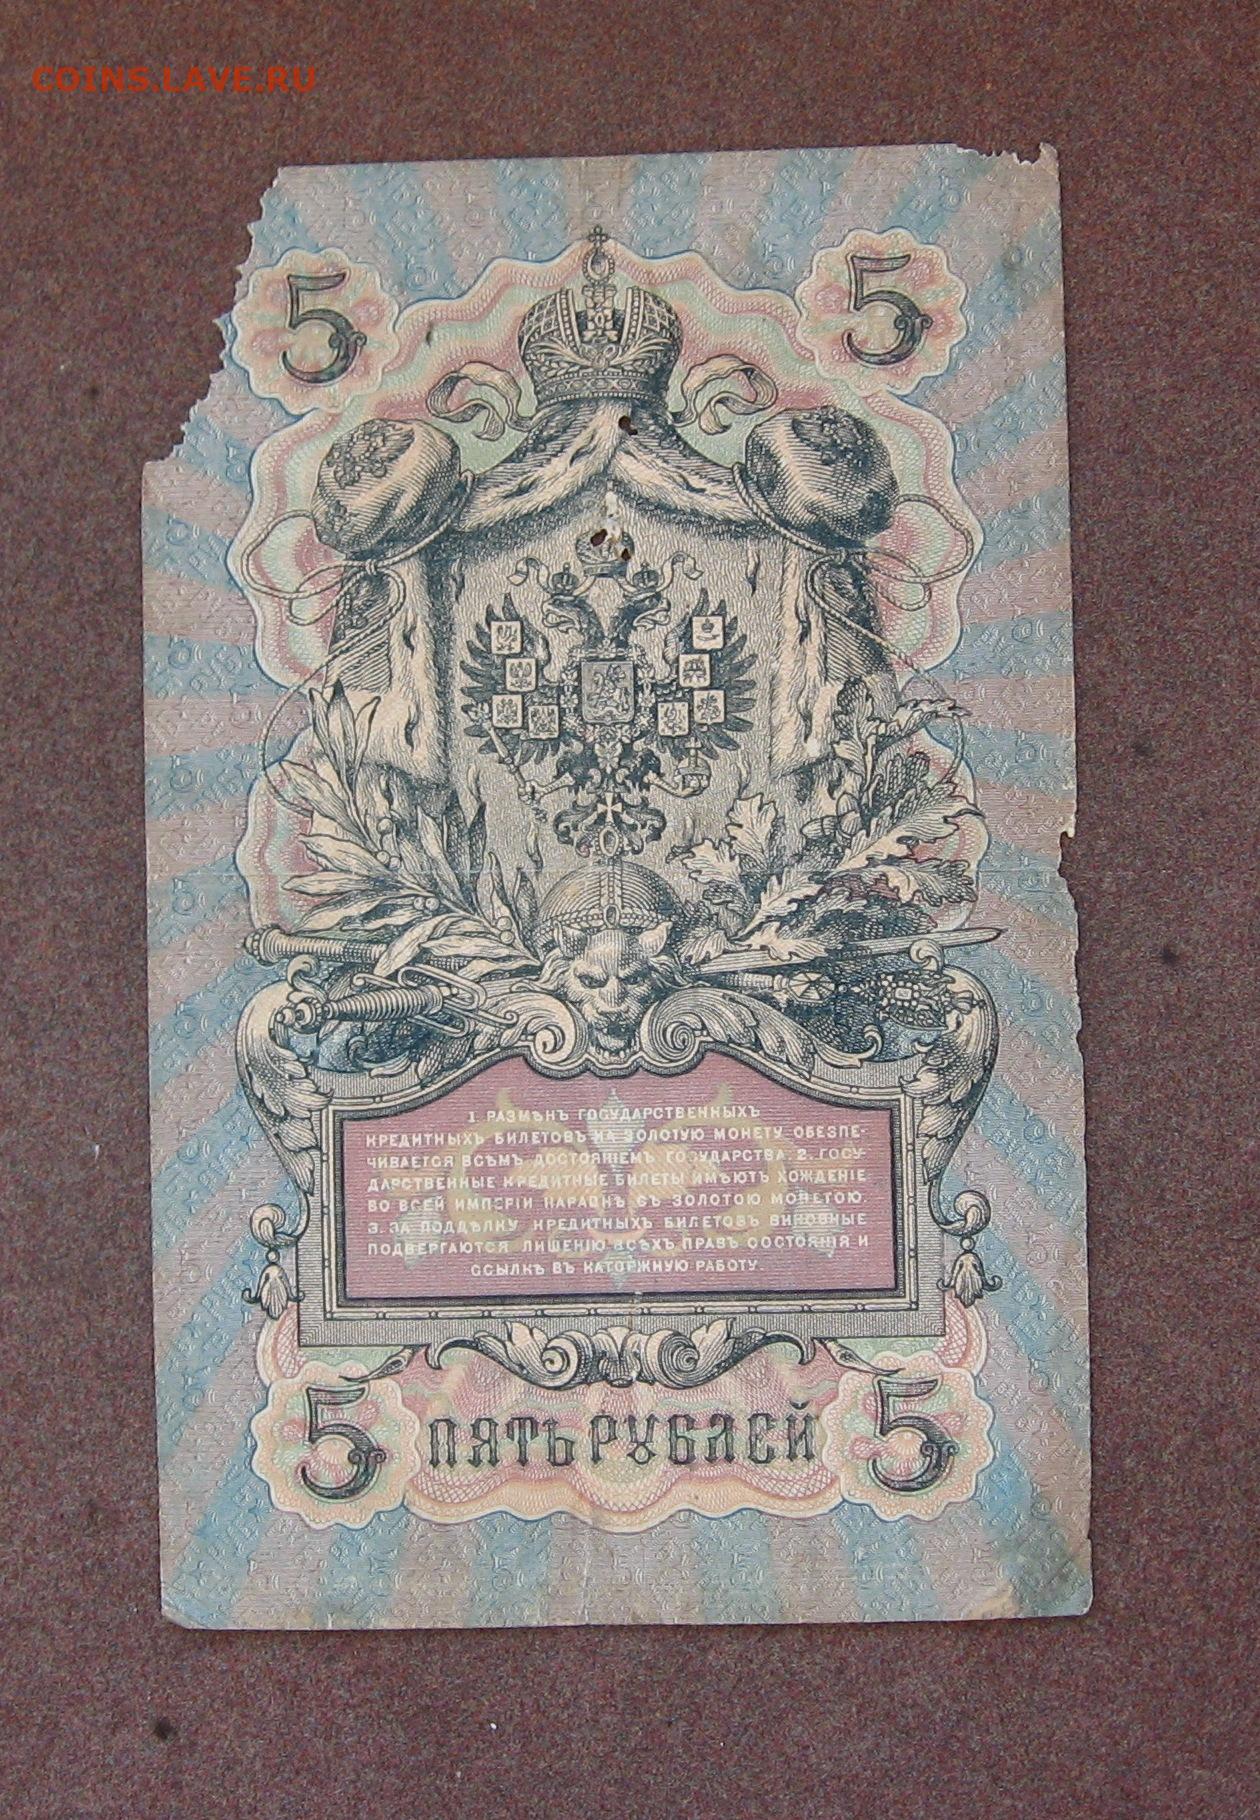 COINS.LAVE.RU
5 5
1. РАЗМѢНЪ ГОСУДАРСТВЕННЫХЪ
КРЕДИТНЫХЪ БИЛЕТОВЪ НА ЗОЛОТУЮ МОНЕТУ ОБЕЗПЕ-
ЧИВАЕТСЯ ВСѢМЪ ДОСТОЯНІЕМЪ ГОСУДАРСТВА. 2. ГОСУ-
ДАРСТВЕННЫЕ КРЕДИТНЫЕ БИЛЕТЫ ИМѢЮТЪ ХОЖДЕНІЕ
ВО ВСЕЙ ИМПЕРІИ НАРАВНѢ СЪ ЗОЛОТОЮ МОНЕТОЮ.
3. ЗА ПОДДѢЛКУ КРЕДИТНЫХЪ БИЛЕТОВЪ ВИНОВНЫЕ
ПОДВЕРГАЮТСЯ ЛИШЕНІЮ ВСѢХЪ ПРАВЪ СОСТОЯНІЯ И
ССЫЛКѢ ВЪ КАТОРЖНУЮ РАБОТУ.
5 ПЯТЬ РУБЛЕЙ 5